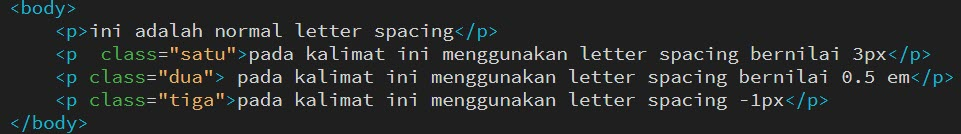 <body>
<p>ini adalah normal letter spacing</p>
<p  class="satu">pada kalimat ini menggunakan letter spacing bernilai 3px</p>
<p class="dua"> pada kalimat ini menggunakan letter spacing bernilai 0.5 em</p>
<p class="tiga">pada kalimat ini menggunakan letter spacing -1px</p>
</body>